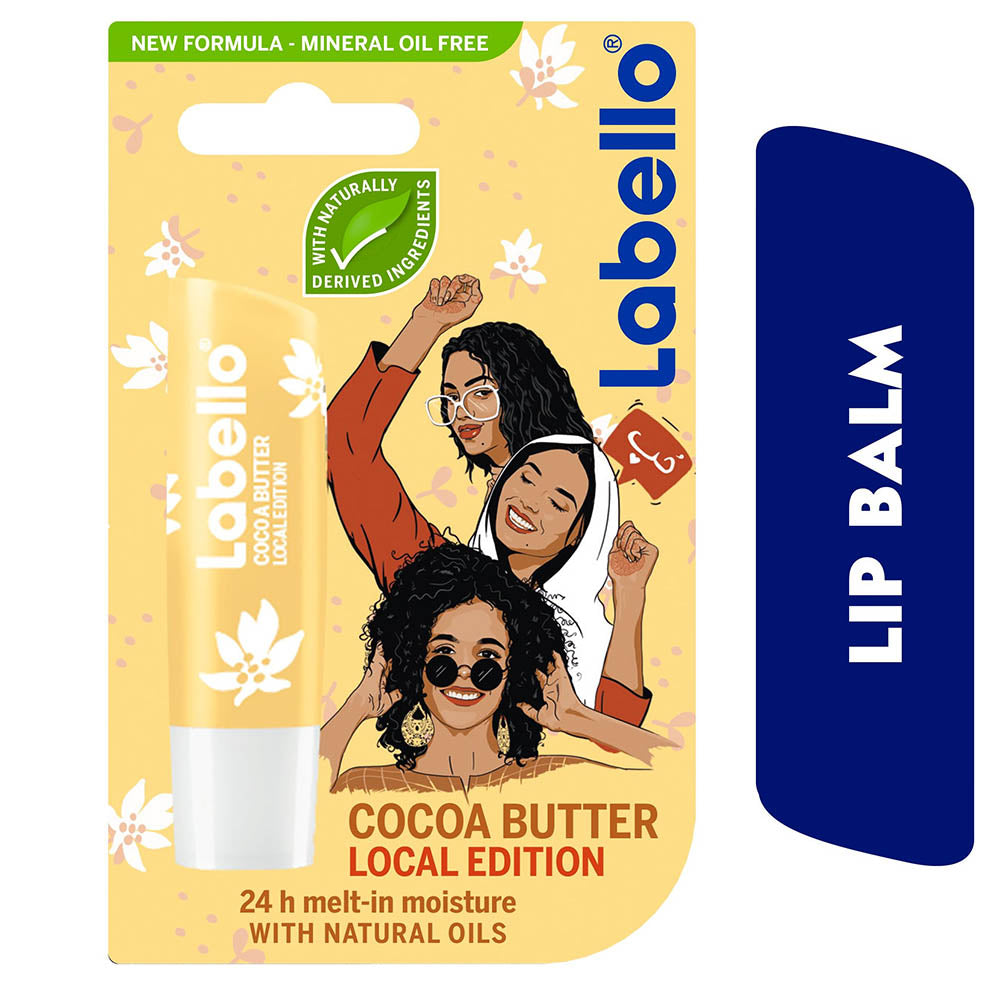 NEW FORMULA - MINERAL OIL FREE
Labello®
WITH NATURALLY
DERIVED INGREDIENTS
Labello®
COCOA BUTTER
LOCAL EDITION
COCOA BUTTER
LOCAL EDITION
24 h melt-in moisture
WITH NATURAL OILS
LIP BALM